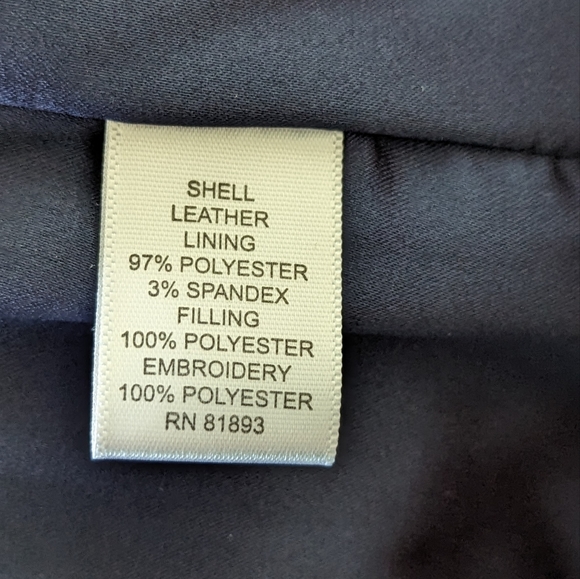 SHELL
LEATHER
LINING
97% POLYESTER
3% SPANDEX
FILLING
100% POLYESTER
EMBROIDERY
100% POLYESTER
RN 81893